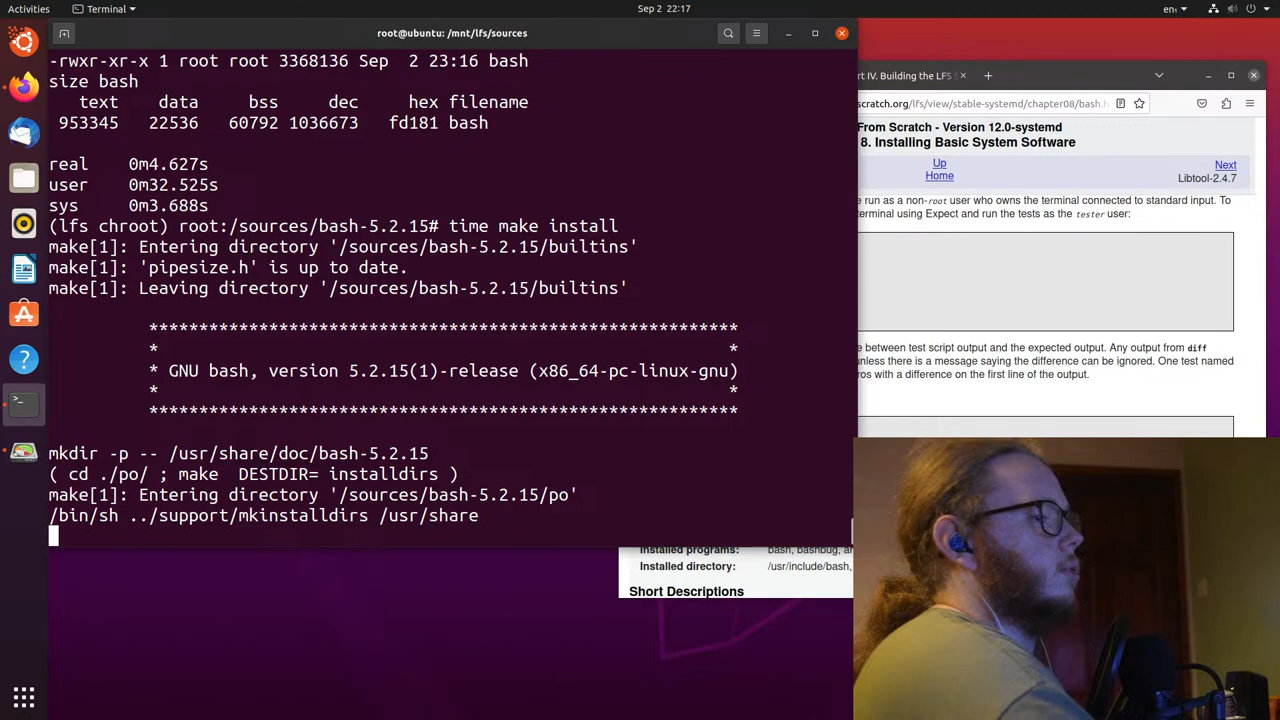 Activities
Terminal
Sep 2 22:17
en
root@ubuntu: /mnt/lfs/sources
-rwxr-xr-x 1 root root 3368136 Sep  2 23:16 bash
size bash
text data bss dec hex filename
953345 22536 60792 1036673 fd181 bash
real 0m4.627s
user 0m32.525s
sys 0m3.688s
(lfs chroot) root:/sources/bash-5.2.15# time make install
make[1]: Entering directory '/sources/bash-5.2.15/builtins'
make[1]: 'pipesize.h' is up to date.
make[1]: Leaving directory '/sources/bash-5.2.15/builtins'
***********************************************************
* *
* GNU bash, version 5.2.15(1)-release (x86_64-pc-linux-gnu)
* *
***********************************************************
mkdir -p -- /usr/share/doc/bash-5.2.15
( cd ./po/ ; make  DESTDIR= installdirs )
make[1]: Entering directory '/sources/bash-5.2.15/po'
/bin/sh ../support/mkinstalldirs /usr/share
rt IV. Building the LFS
scratch.org/lfs/view/stable-systemd/chapter08/bash.h
From Scratch - Version 12.0-systemd
8. Installing Basic System Software
Up
Home
Next
Libtool-2.4.7
e run as a non-root user who owns the terminal connected to standard input. To
erminal using Expect and run the tests as the tester user:
e between test script output and the expected output. Any output from diff
unless there is a message saying the difference can be ignored. One test named
ros with a difference on the first line of the output.
Installed programs: bash, bashbug, an
Installed directory: /usr/include/bash,
Short Descriptions